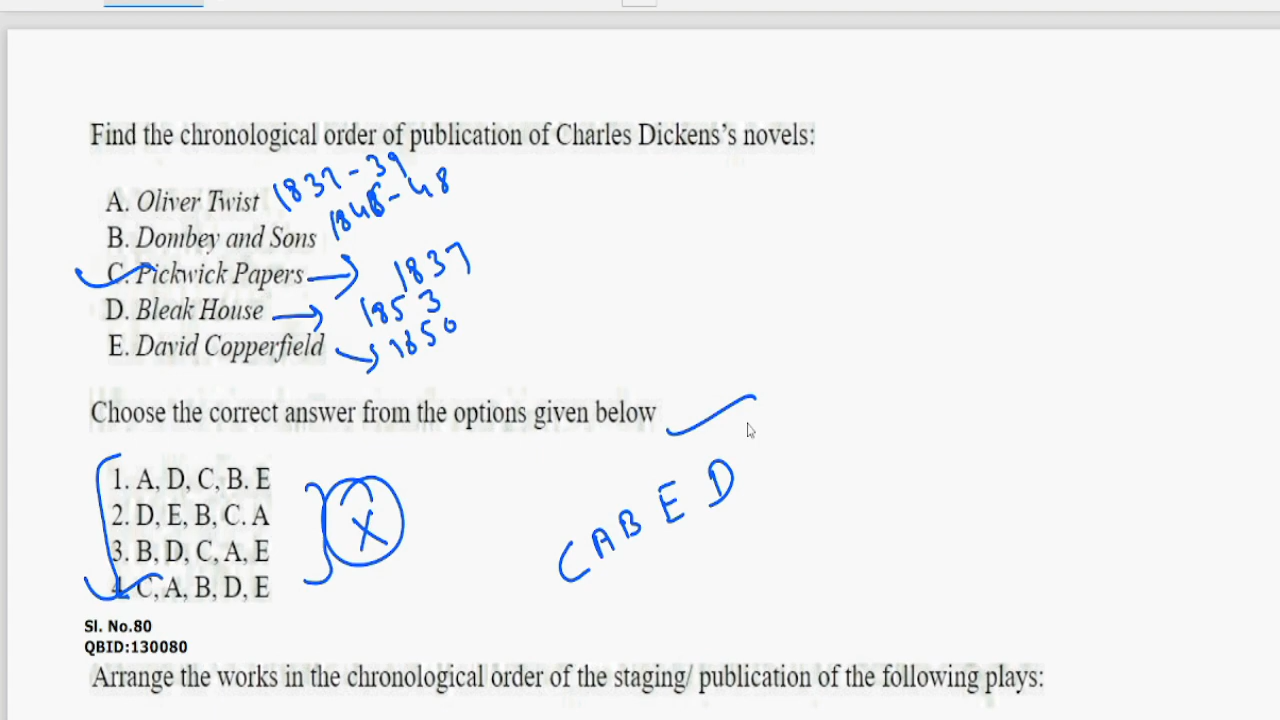 Find the chronological order of publication of Charles Dickens's novels:
A. Oliver Twist 1837-39
B. Dombey and Sons 1846-48
C. Pickwick Papers → 1837
D. Bleak House → 1853
E. David Copperfield → 1850
Choose the correct answer from the options given below
1. A, D, C, B. E
2. D, E, B, C. A
3. B, D, C, A, E
4. C, A, B, D, E
X
C A B E D
Sl. No.80
QBID:130080
Arrange the works in the chronological order of the staging/ publication of the following plays: